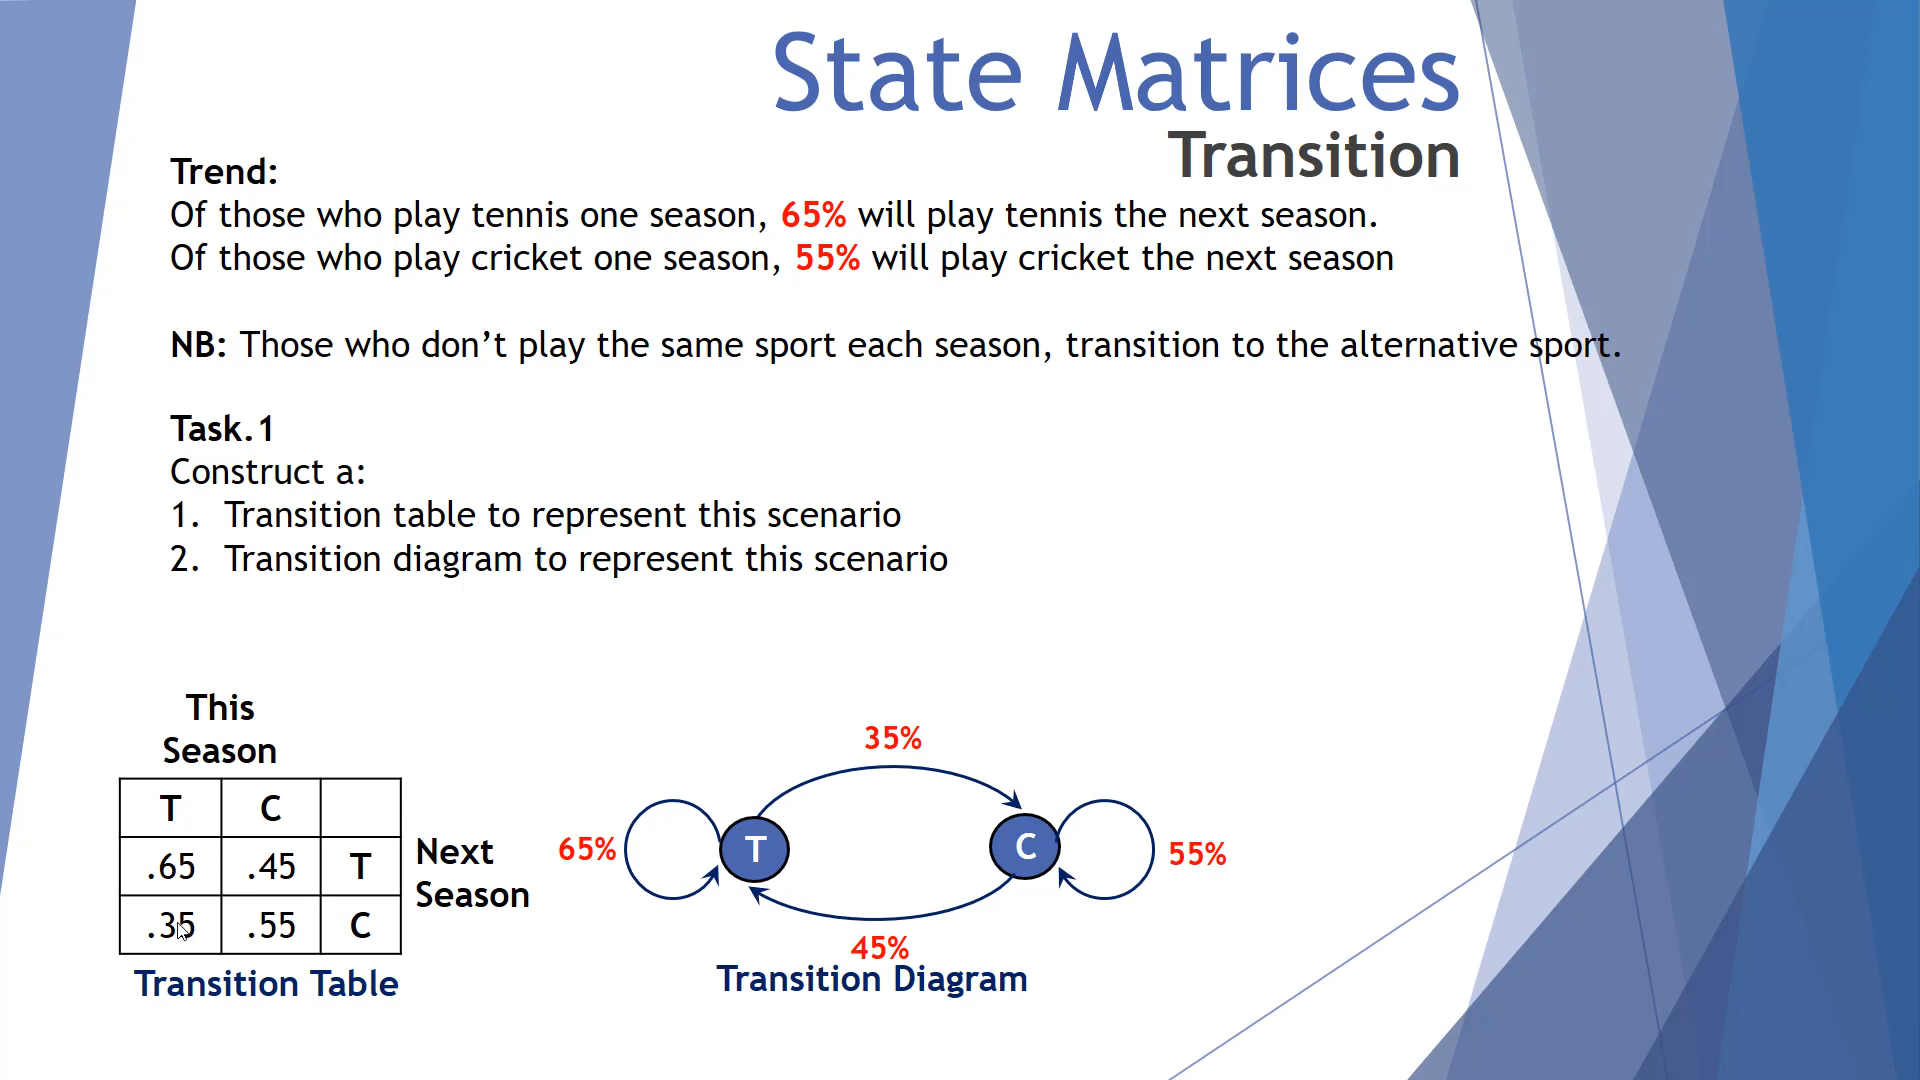 State Matrices
Transition
Trend:
Of those who play tennis one season, 65% will play tennis the next season.
Of those who play cricket one season, 55% will play cricket the next season
NB: Those who don’t play the same sport each season, transition to the alternative sport.
Task.1
Construct a:
1. Transition table to represent this scenario
2. Transition diagram to represent this scenario
This
Season
T C
.65 .45 T
.35 .55 C
Next
Season
Transition Table
35%
65% T C 55%
45%
Transition Diagram